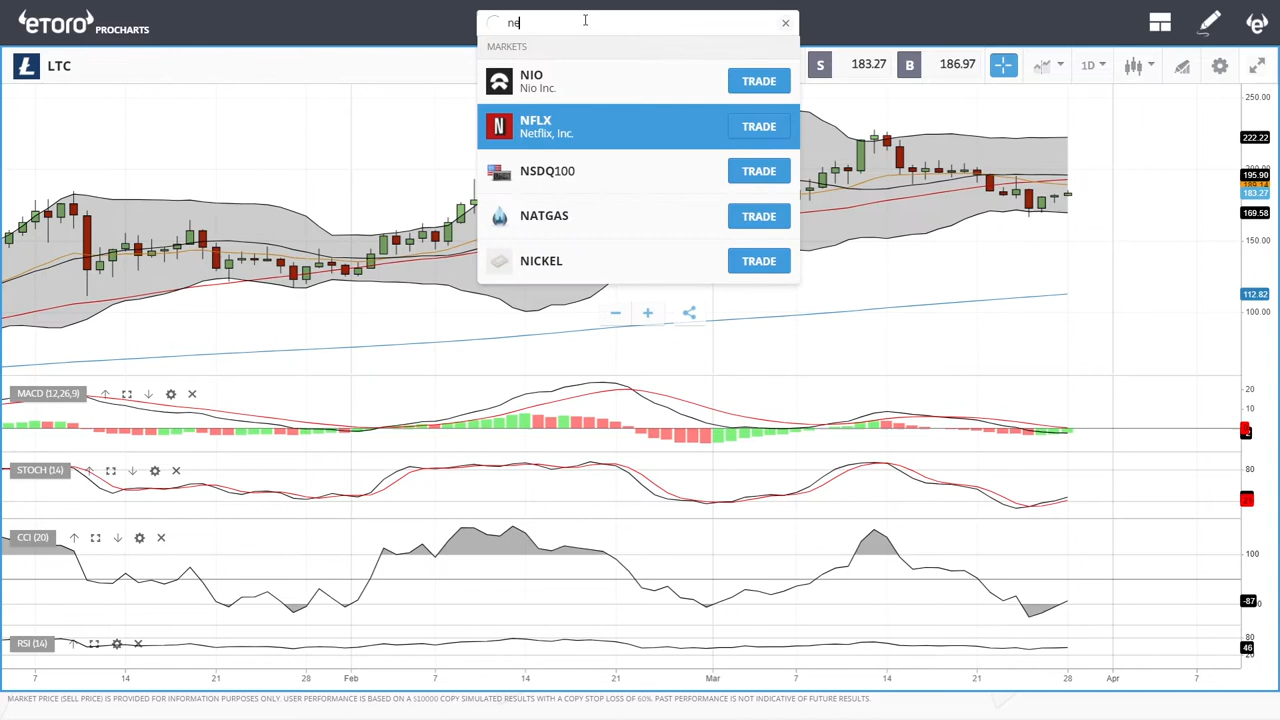 eToro PROCHARTS
ne
MARKETS
NIO
Nio Inc.
TRADE
NFLX
Netflix, Inc.
TRADE
NSDQ100
TRADE
NATGAS
TRADE
NICKEL
TRADE
LTC
S 183.27 B 186.97 1D
250.00
222.22
195.90
183.27
169.58
150.00
112.82
100.00
MACD (12,26,9)
20
10
STOCH (14)
80
CCI (20)
100
-87
RSI (14)
80
46
7 14 21 28 Feb 7 14 21 Mar 7 14 21 28 Apr 7
MARKET PRICE (SELL PRICE) IS PROVIDED FOR INFORMATION PURPOSES ONLY. USER PERFORMANCE IS BASED ON A $10000 COPY SIMULATED RESULTS WITH A COPY STOP LOSS OF 60%. PAST PERFORMANCE IS NOT INDICATIVE OF FUTURE RESULTS.